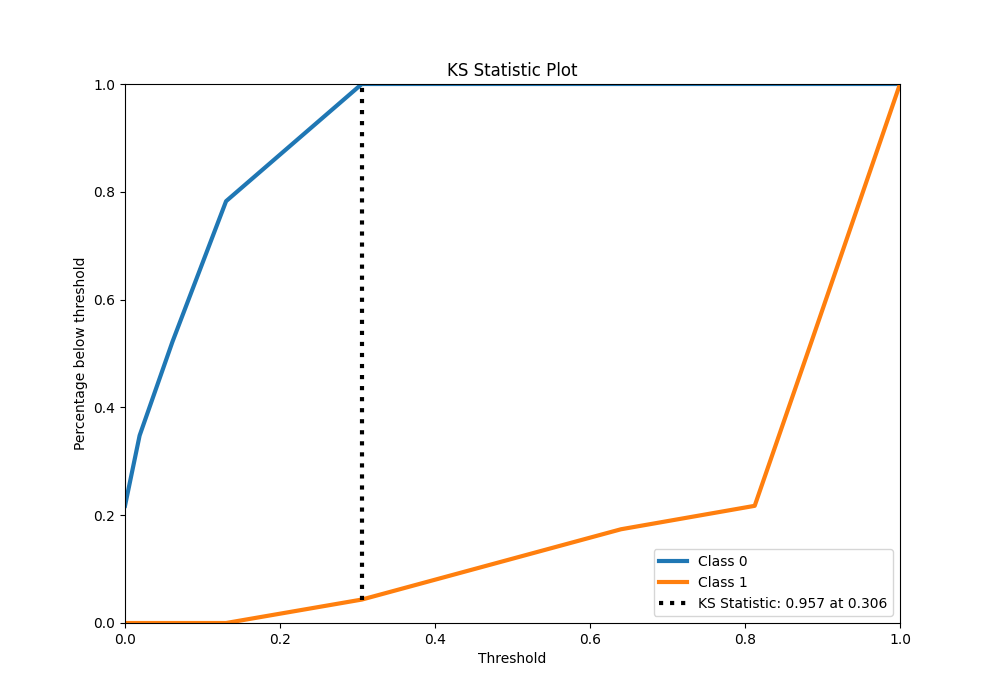 KS Statistic Plot
1.0
0.8
0.6
0.4
0.2
0.0
Percentage below threshold
0.0 0.2 0.4 0.6 0.8 1.0
Threshold
Class 0
Class 1
KS Statistic: 0.957 at 0.306